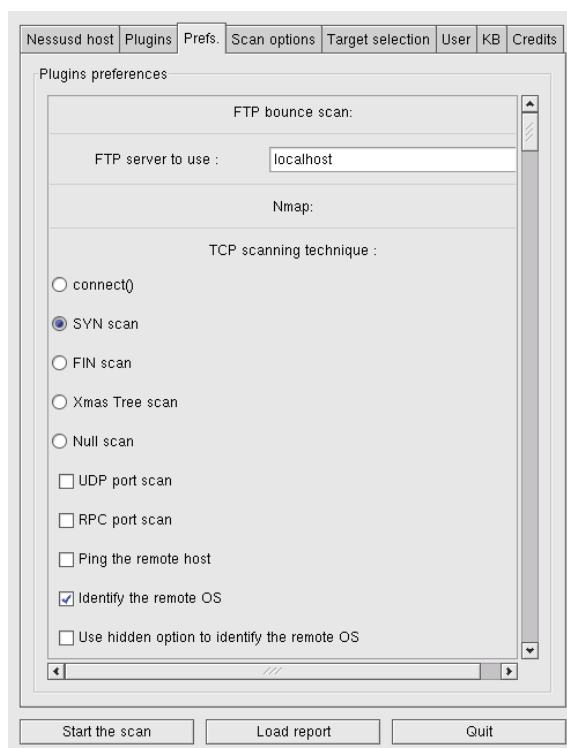 Nessusd host Plugins Prefs. Scan options Target selection User KB Credits
Plugins preferences
FTP bounce scan:
FTP server to use : localhost
Nmap:
TCP scanning technique :
connect()
SYN scan
FIN scan
Xmas Tree scan
Null scan
UDP port scan
RPC port scan
Ping the remote host
Identify the remote OS
Use hidden option to identify the remote OS
Start the scan Load report Quit